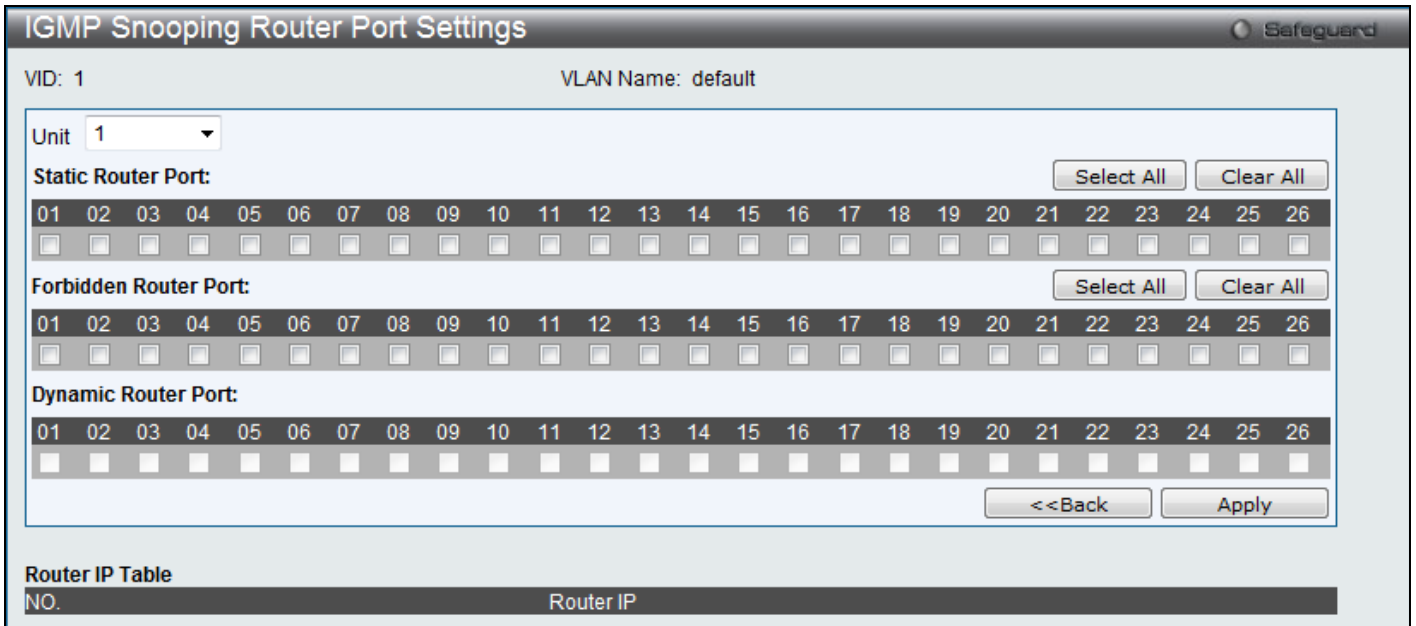 IGMP Snooping Router Port Settings Safeguard
VID: 1 VLAN Name: default
Unit 1
Static Router Port: Select All Clear All
01 02 03 04 05 06 07 08 09 10 11 12 13 14 15 16 17 18 19 20 21 22 23 24 25 26
Forbidden Router Port: Select All Clear All
01 02 03 04 05 06 07 08 09 10 11 12 13 14 15 16 17 18 19 20 21 22 23 24 25 26
Dynamic Router Port:
01 02 03 04 05 06 07 08 09 10 11 12 13 14 15 16 17 18 19 20 21 22 23 24 25 26
<<Back Apply
Router IP Table
NO. Router IP